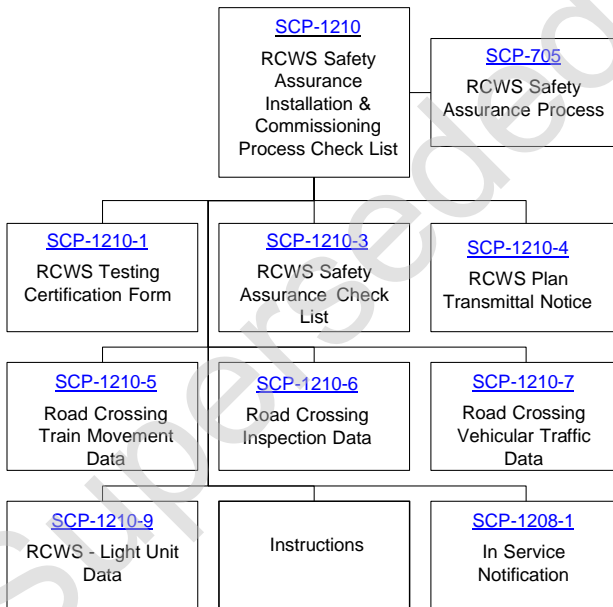 SCP-1210
RCWS Safety
Assurance
Installation &
Commissioning
Process Check List
SCP-705
RCWS Safety
Assurance Process
SCP-1210-1
RCWS Testing
Certification Form
SCP-1210-3
RCWS Safety
Assurance Check
List
SCP-1210-4
RCWS Plan
Transmittal Notice
SCP-1210-5
Road Crossing
Train Movement
Data
SCP-1210-6
Road Crossing
Inspection Data
SCP-1210-7
Road Crossing
Vehicular Traffic
Data
SCP-1210-9
RCWS - Light Unit
Data
Instructions
SCP-1208-1
In Service
Notification
Superseded